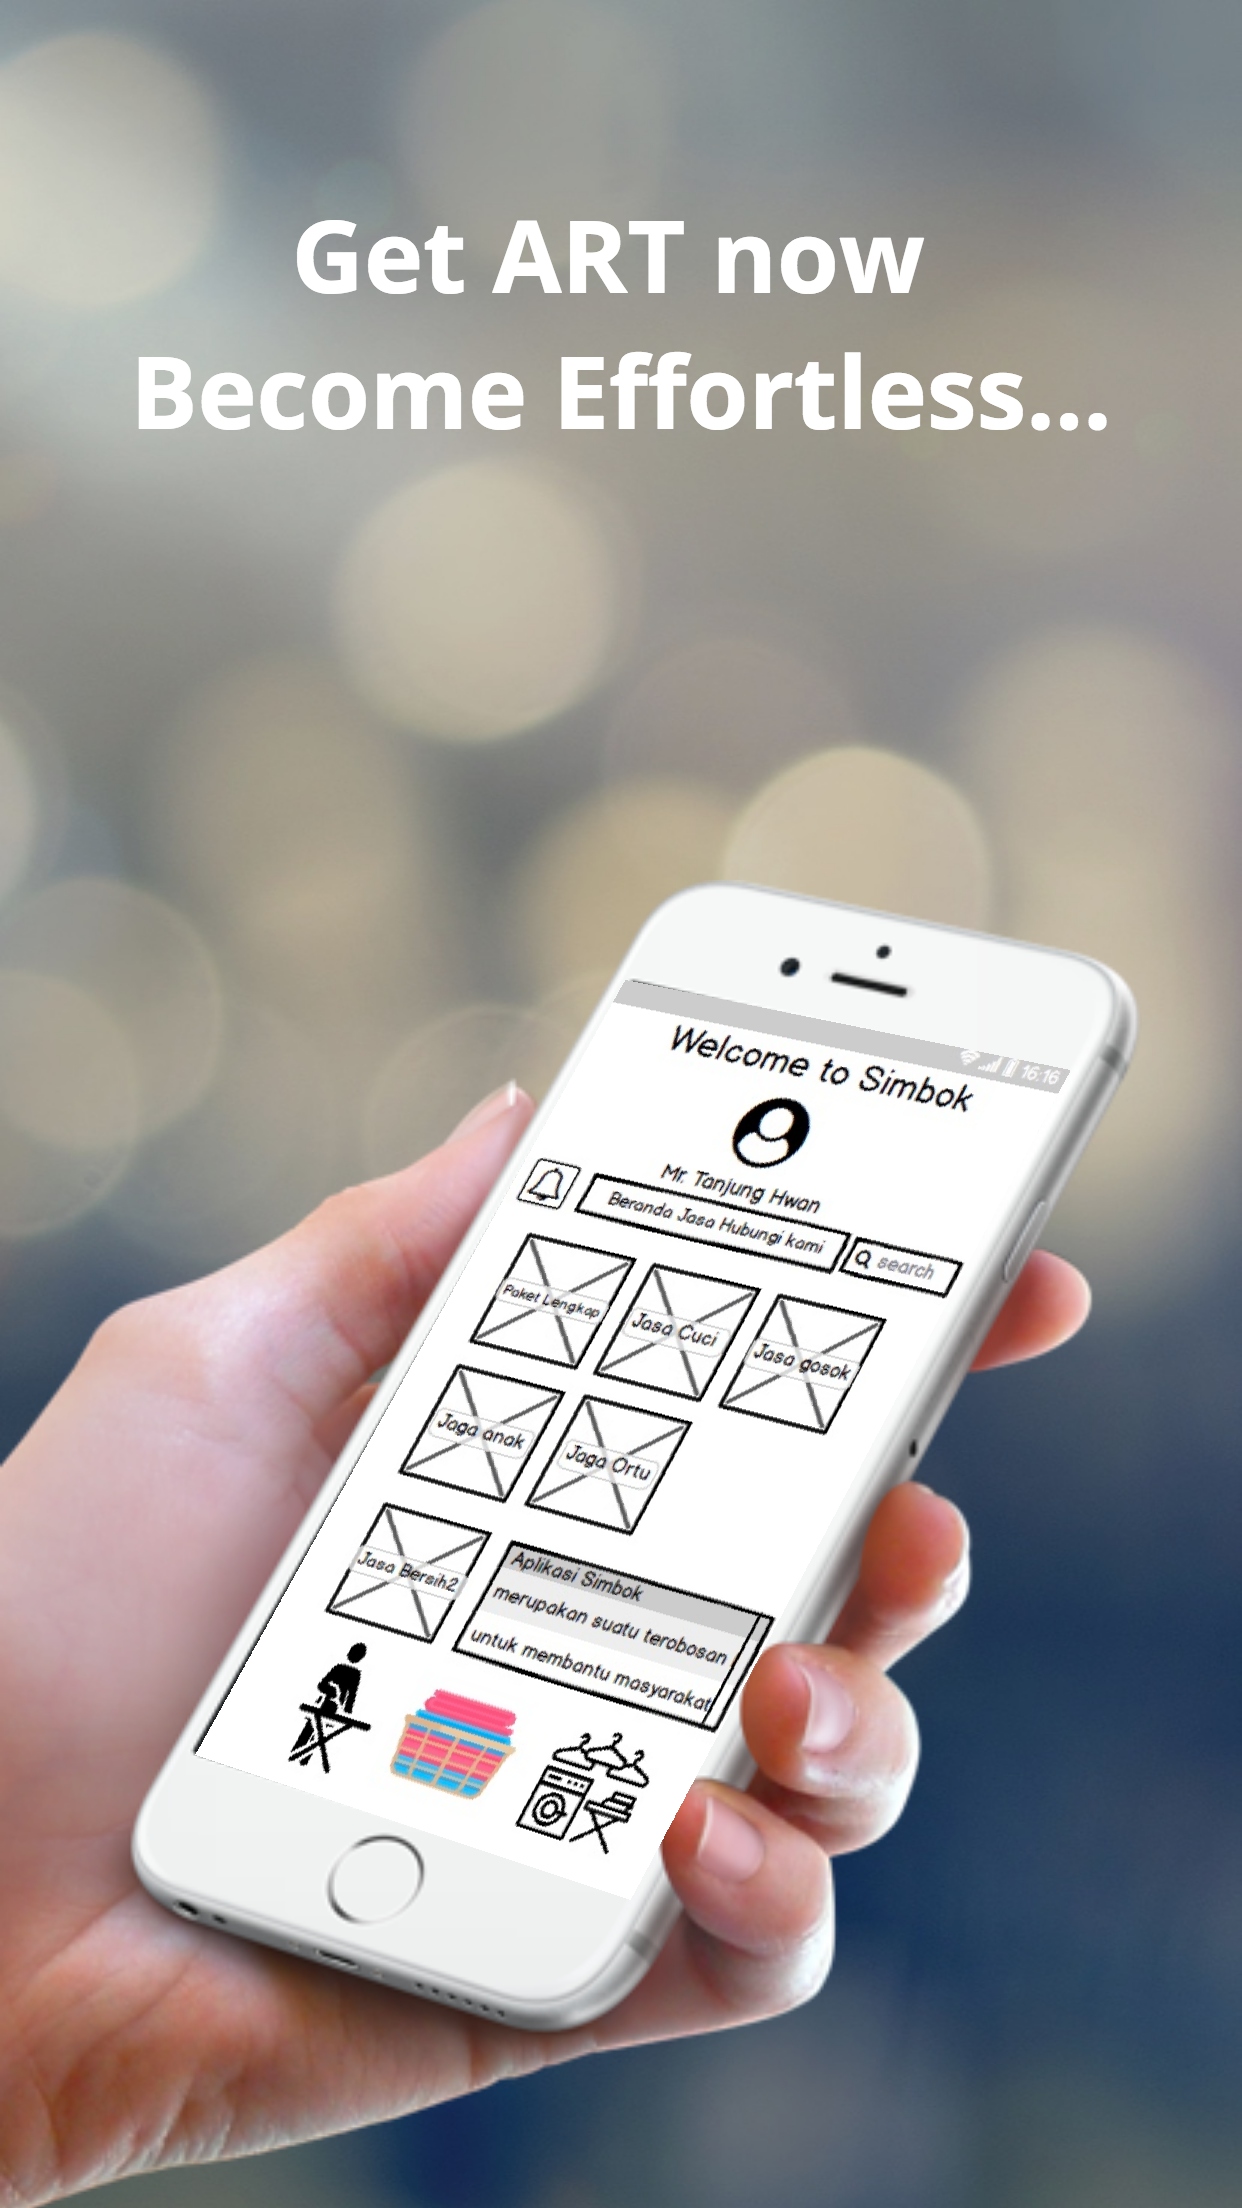 Get ART now
Become Effortless...
16:16
Welcome to Simbok
Mr. Tanjung Hwan
Beranda Jasa Hubungi kami
search
Paket Lengkap
Jasa Cuci
Jasa gosok
Jaga anak
Jaga Ortu
Jasa Bersih2
Aplikasi Simbok
merupakan suatu terobosan
untuk membantu masyarakat